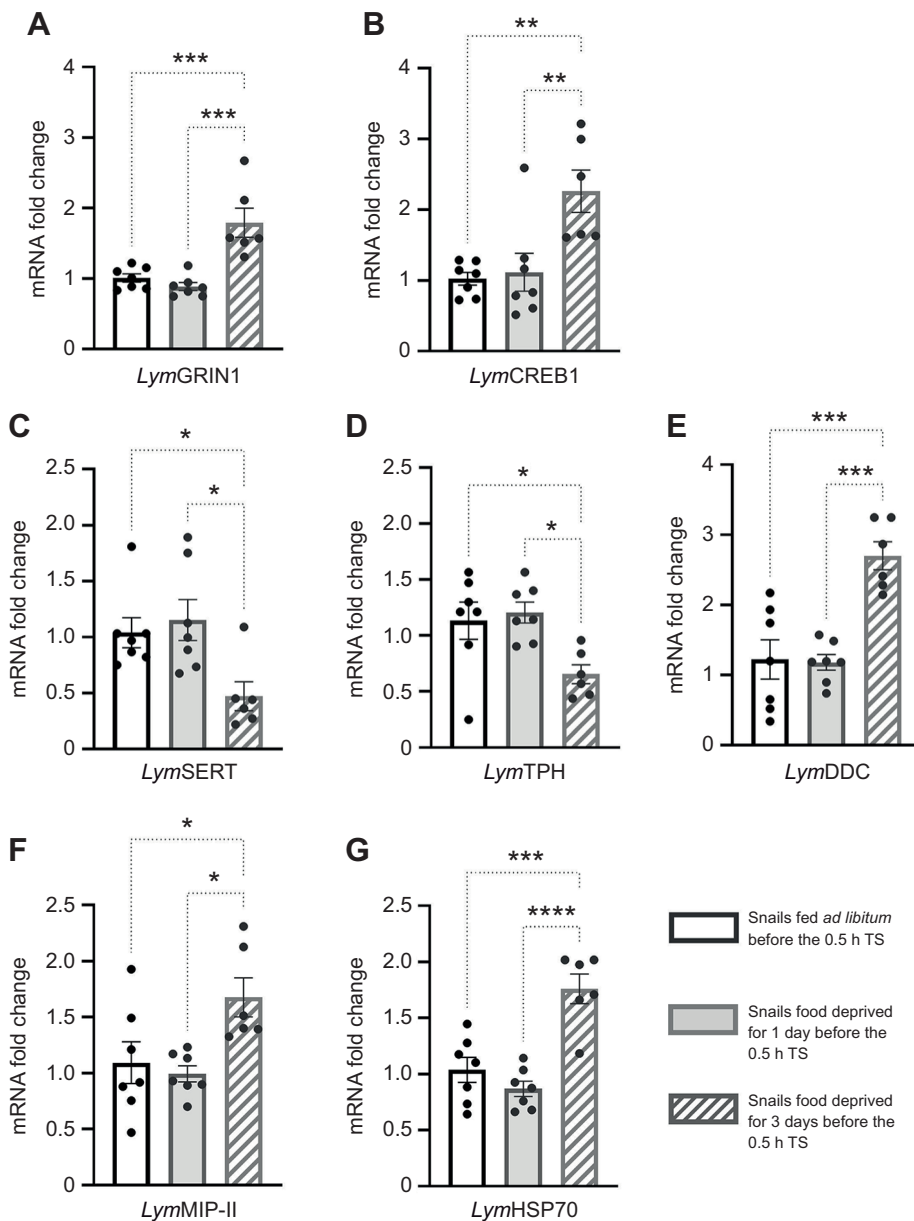 A
B
***
***
mRNA fold change
4
3
2
1
0
LymGRIN1
**
**
mRNA fold change
4
3
2
1
0
LymCREB1
C
D
E
*
*
mRNA fold change
2.5
2.0
1.5
1.0
0.5
0
LymSERT
*
*
mRNA fold change
2.5
2.0
1.5
1.0
0.5
0
LymTPH
***
***
mRNA fold change
4
3
2
1
0
LymDDC
F
G
*
*
mRNA fold change
2.5
2.0
1.5
1.0
0.5
0
LymMIP-II
***
****
mRNA fold change
2.5
2.0
1.5
1.0
0.5
0
LymHSP70
Snails fed ad libitum
before the 0.5 h TS
Snails food deprived
for 1 day before the
0.5 h TS
Snails food deprived
for 3 days before the
0.5 h TS